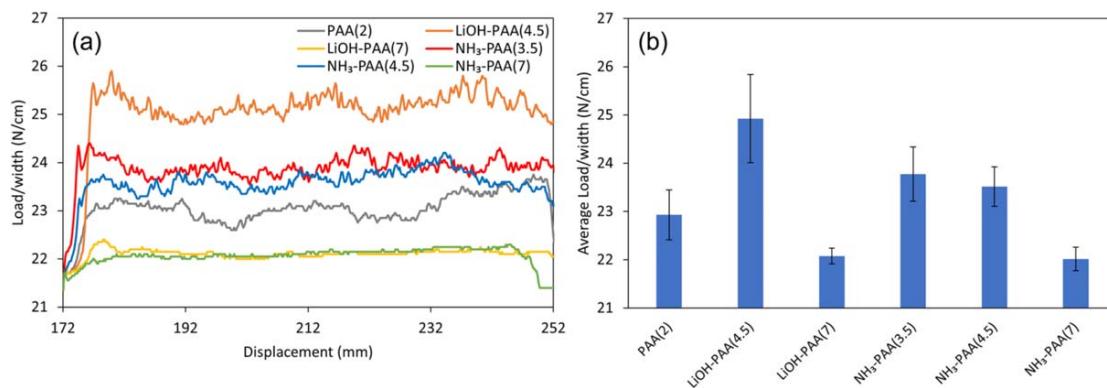 (a)
PAA(2)
LiOH-PAA(4.5)
LiOH-PAA(7)
NH₃-PAA(3.5)
NH₃-PAA(4.5)
NH₃-PAA(7)
Load/width (N/cm)
27
26
25
24
23
22
21
172
192
212
232
252
Displacement (mm)
(b)
Average Load/width (N/cm)
27
26
25
24
23
22
21
PAA(2)
LiOH-PAA(4.5)
LiOH-PAA(7)
NH₃-PAA(3.5)
NH₃-PAA(4.5)
NH₃-PAA(7)